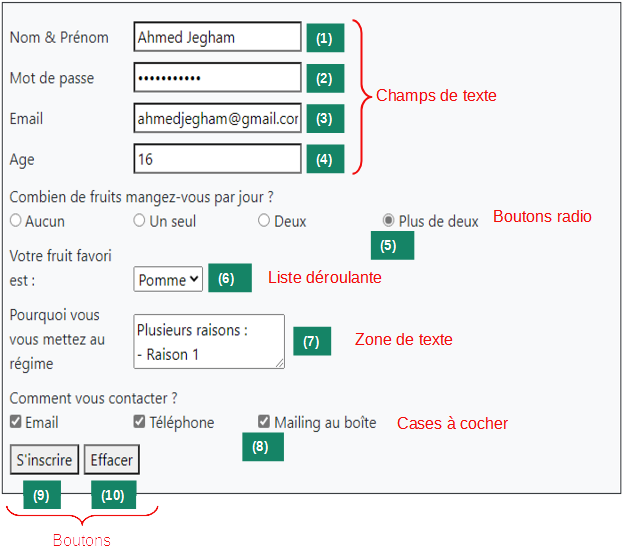 Nom & Prénom Ahmed Jegham (1)
Mot de passe ••••••••••• (2)
Champs de texte
Email ahmedjegham@gmail.cor (3)
Age 16 (4)
Combien de fruits mangez-vous par jour ?
Aucun Un seul Deux Plus de deux Boutons radio
(5)
Votre fruit favori
est : Pomme (6) Liste déroulante
Pourquoi vous
vous mettez au
régime
Plusieurs raisons :
- Raison 1
(7) Zone de texte
Comment vous contacter ?
Email Téléphone Mailing au boîte Cases à cocher
(8)
S'inscrire Effacer
(9) (10)
Boutons